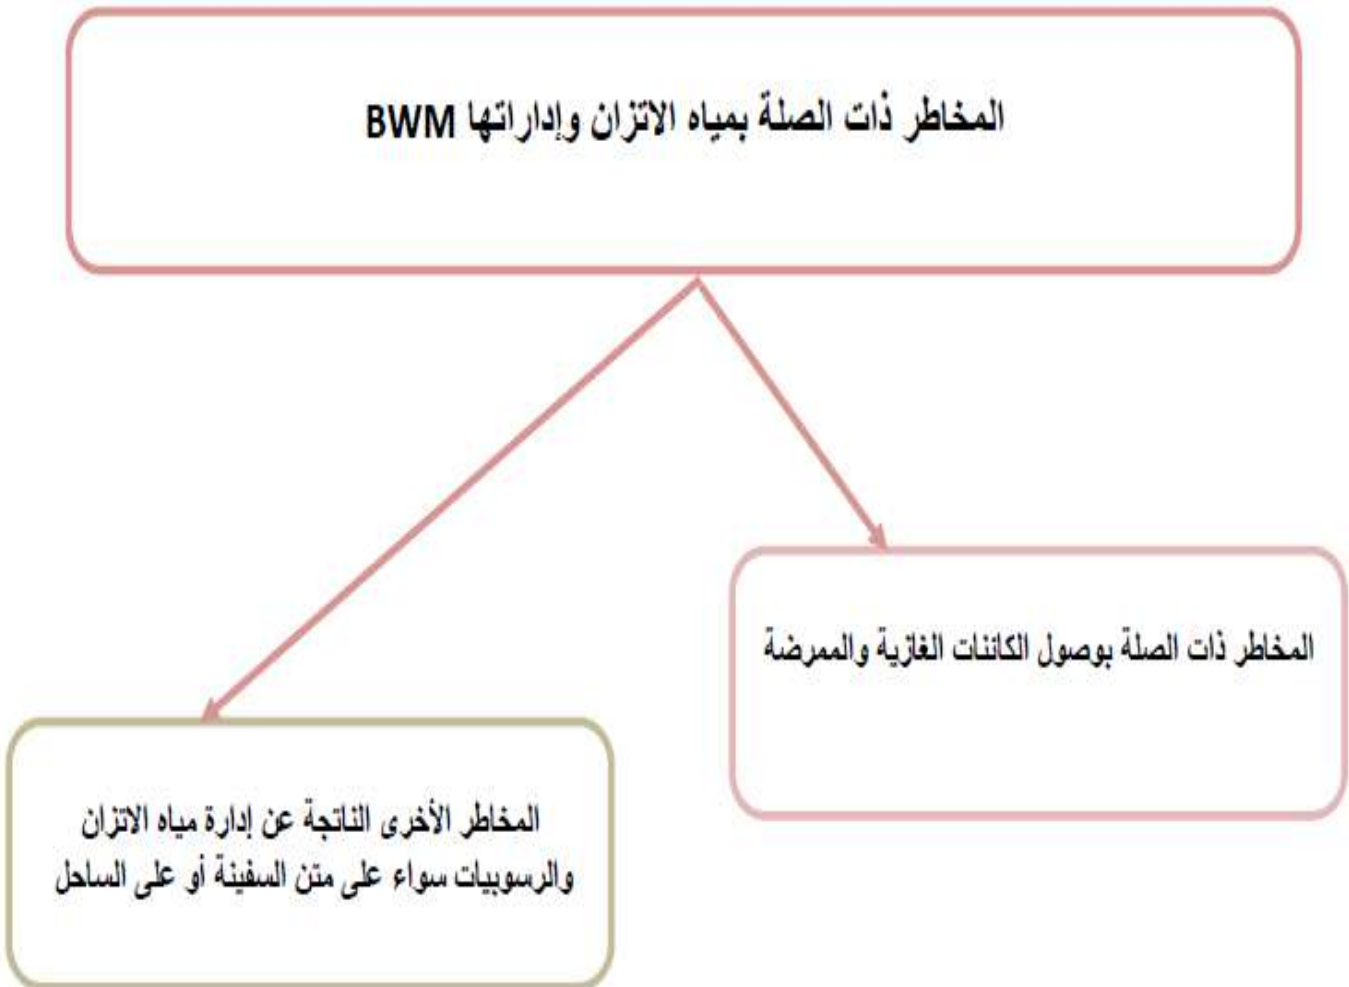 المخاطر ذات الصلة بمياه الاتزان وإداراتها BWM
المخاطر ذات الصلة بوصول الكائنات الغازية والممرضة
المخاطر الأخرى الناتجة عن إدارة مياه الاتزان
والرسوبيات سواء على متن السفينة أو على الساحل